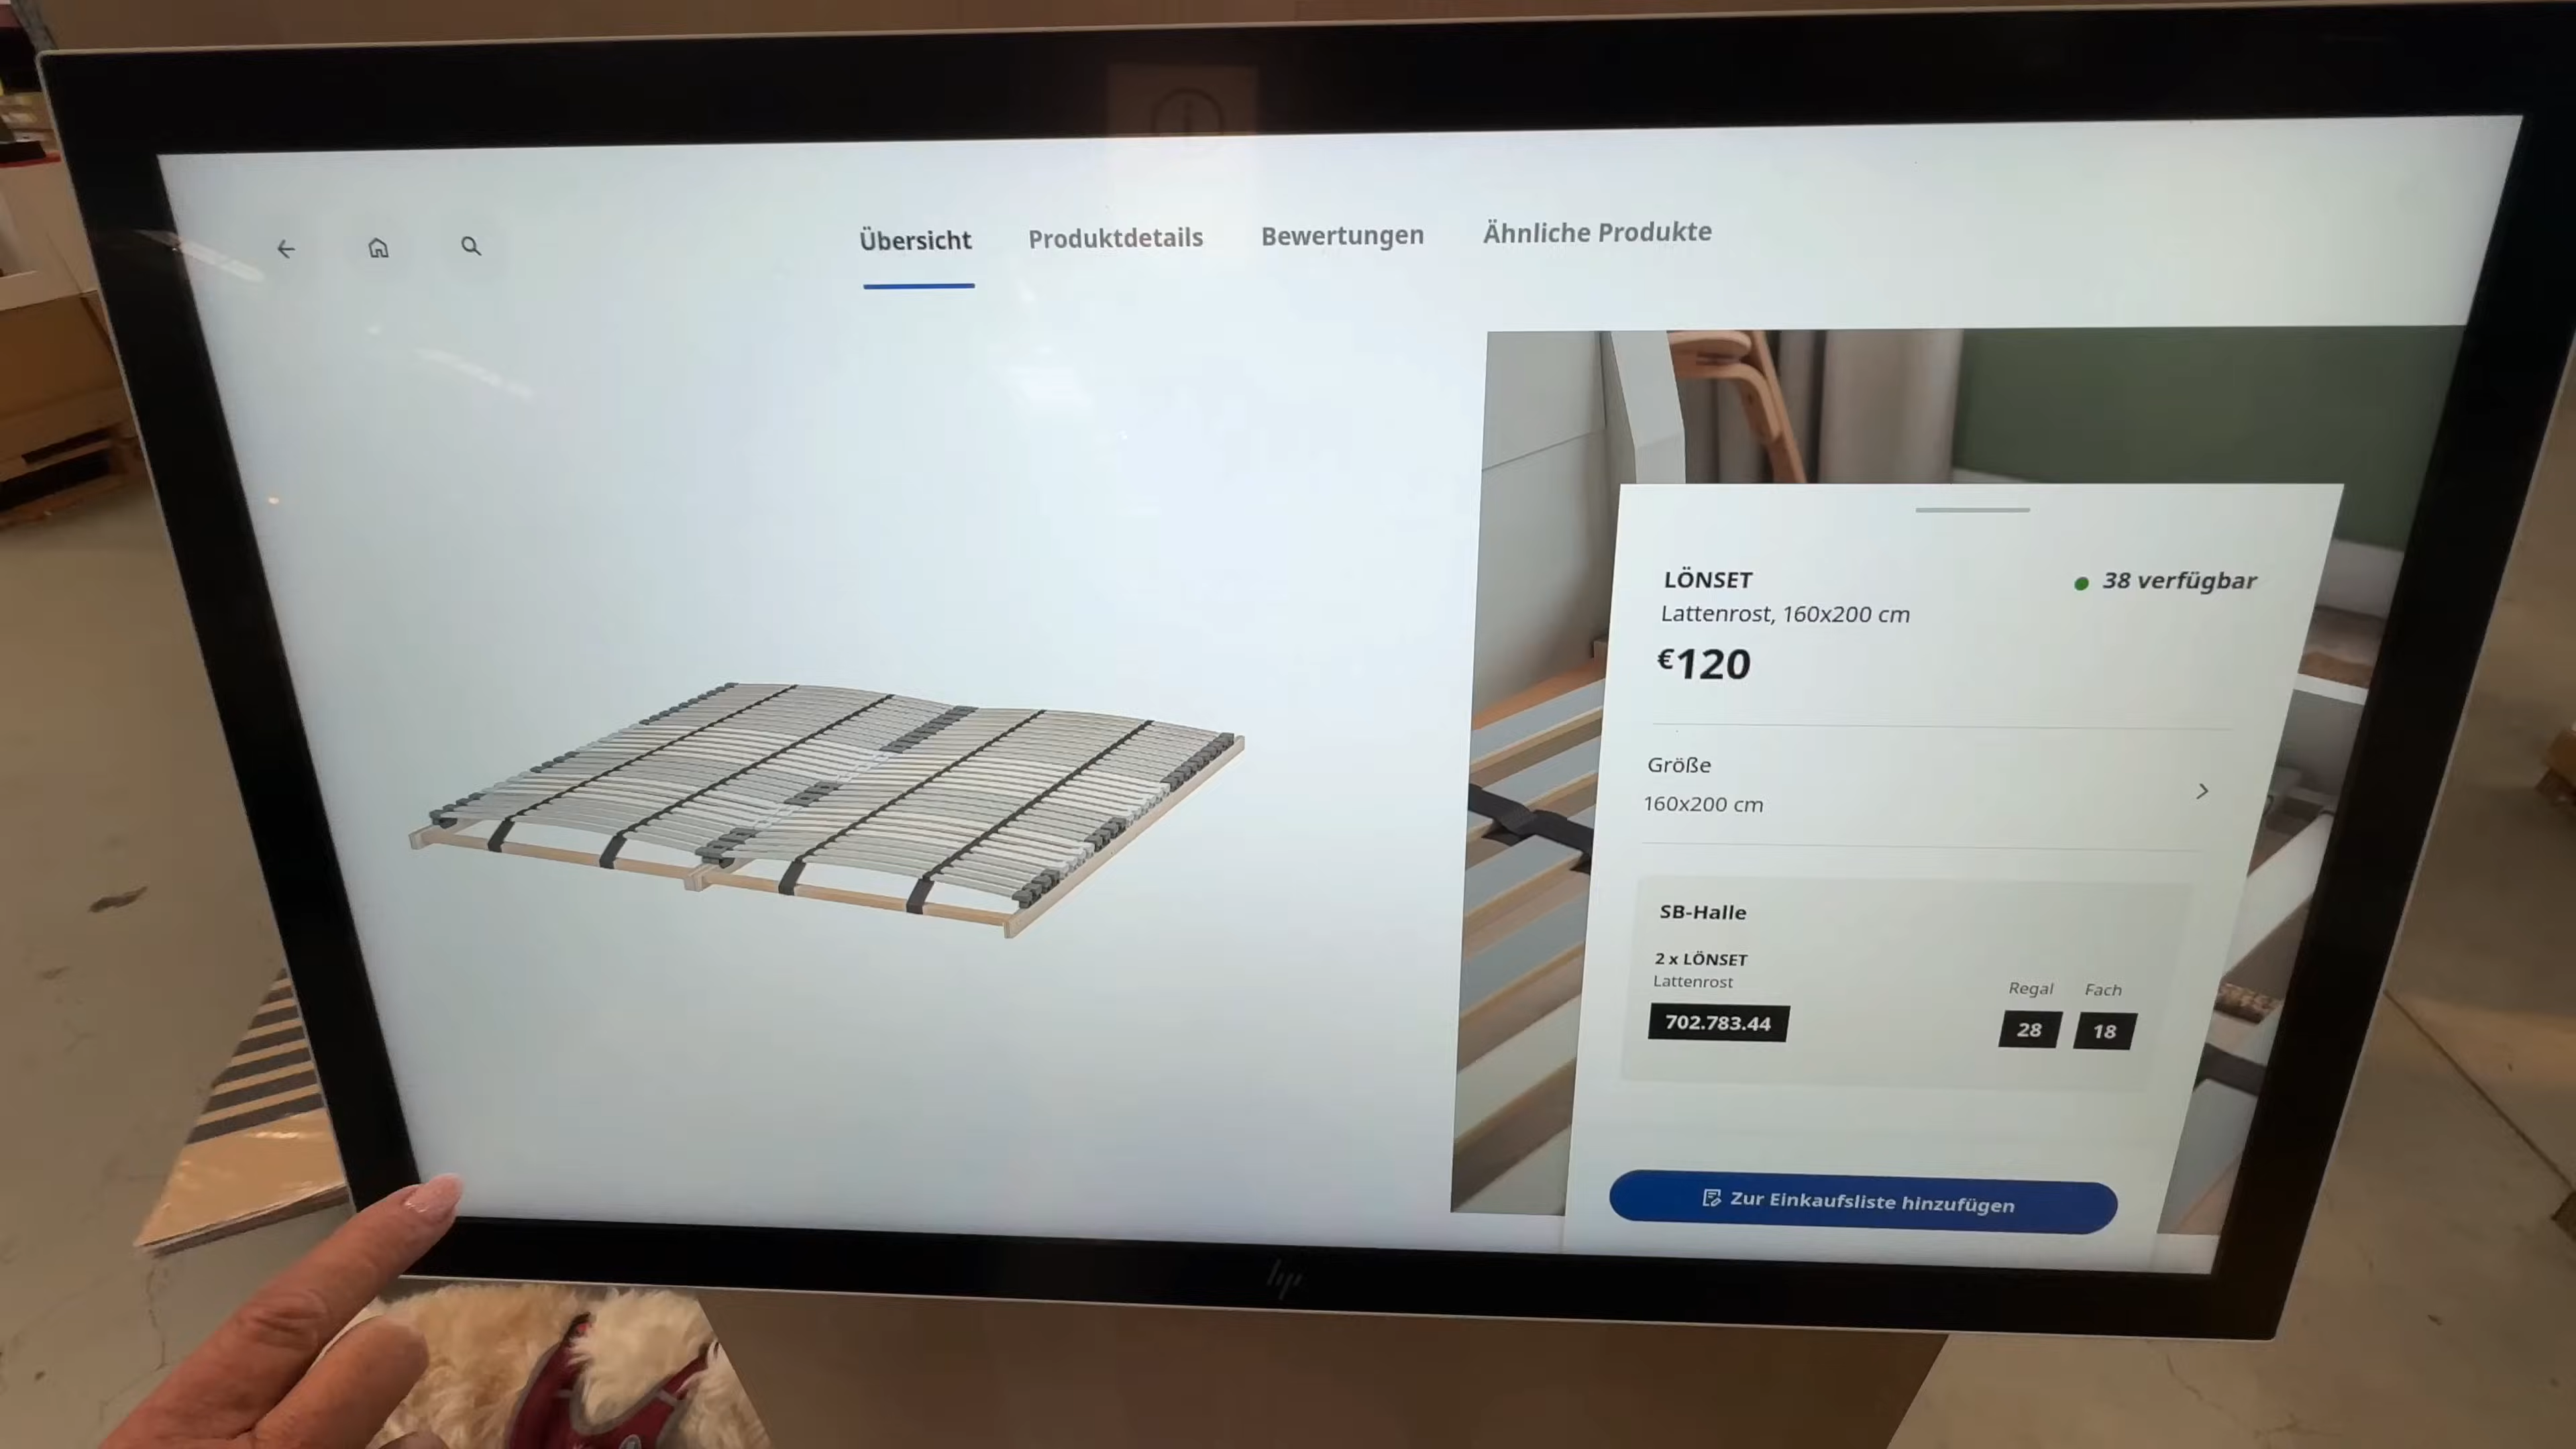 Übersicht
Produktdetails
Bewertungen
Ähnliche Produkte
LÖNSET
38 verfügbar
Lattenrost, 160x200 cm
€120
Größe
160x200 cm
SB-Halle
2 x LÖNSET
Lattenrost
Regal
Fach
702.783.44
28
18
Zur Einkaufsliste hinzufügen
hp